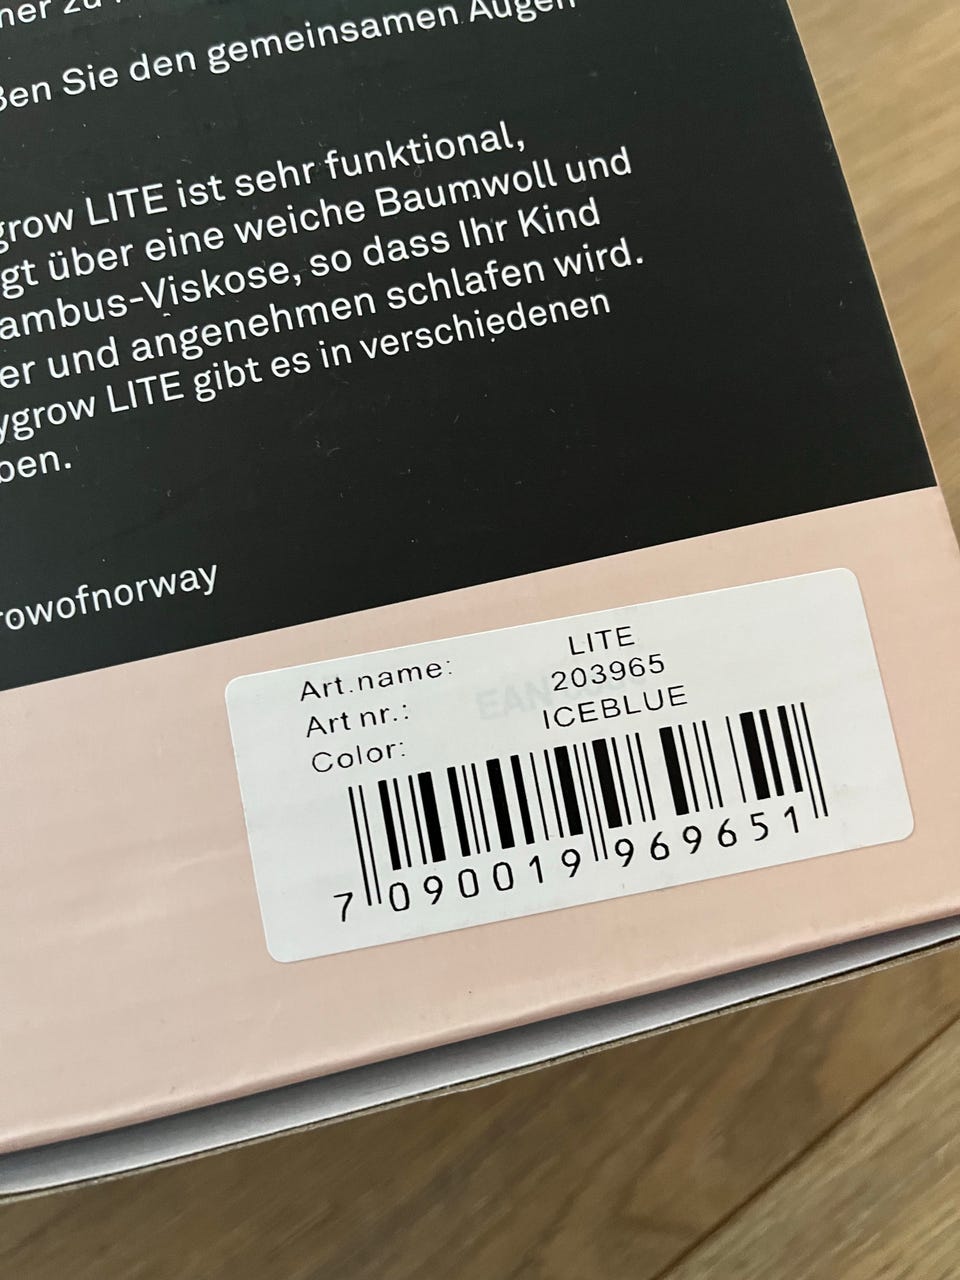 ßen Sie den gemeinsamen Augen
grow LITE ist sehr funktional,
gt über eine weiche Baumwoll und
ambus-Viskose, so dass Ihr Kind
er und angenehmen schlafen wird.
ygrow LITE gibt es in verschiedenen
ben.
rowofnorway
Art.name: LITE
Art nr.: 203965
Color: ICEBLUE
EAN
7 090019 969651